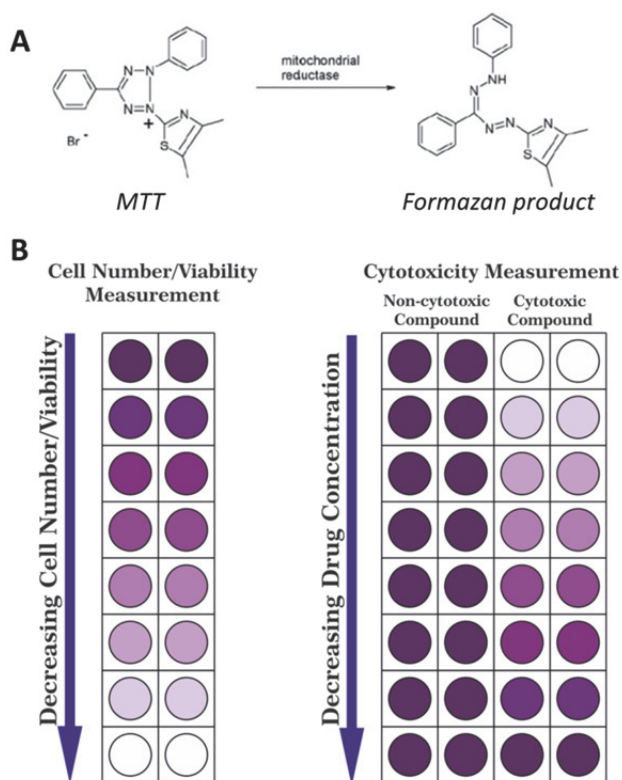 A
mitochondrial
reductase
N
N
N=N
+
N
S
Br -
N
NH
N
N=N
N
S
MTT
Formazan product
B
Cell Number/Viability
Measurement
Decreasing Cell Number/Viability
Cytotoxicity Measurement
Non-cytotoxic
Compound
Cytotoxic
Compound
Decreasing Drug Concentration